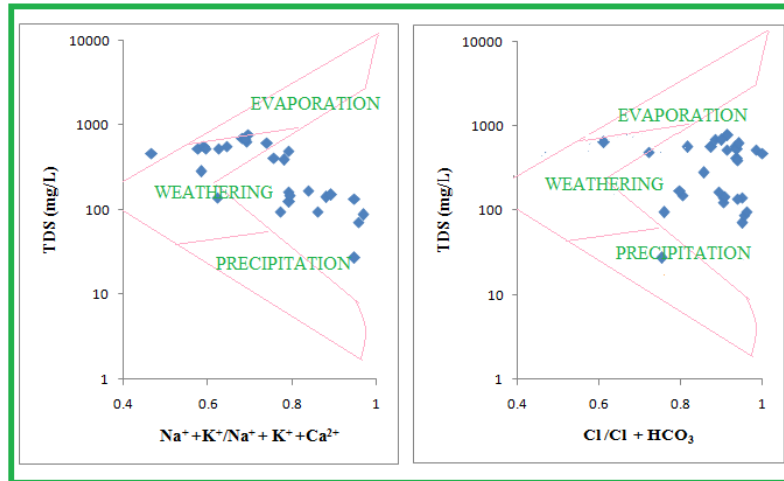 10000
1000
100
10
1
TDS (mg/L)
EVAPORATION
WEATHERING
PRECIPITATION
0.4
0.6
0.8
1
Na⁺ +K⁺/Na⁺ + K⁺ +Ca²⁺
10000
1000
100
10
1
TDS (mg/L)
EVAPORATION
WEATHERING
PRECIPITATION
0.4
0.6
0.8
1
Cl /Cl + HCO₃